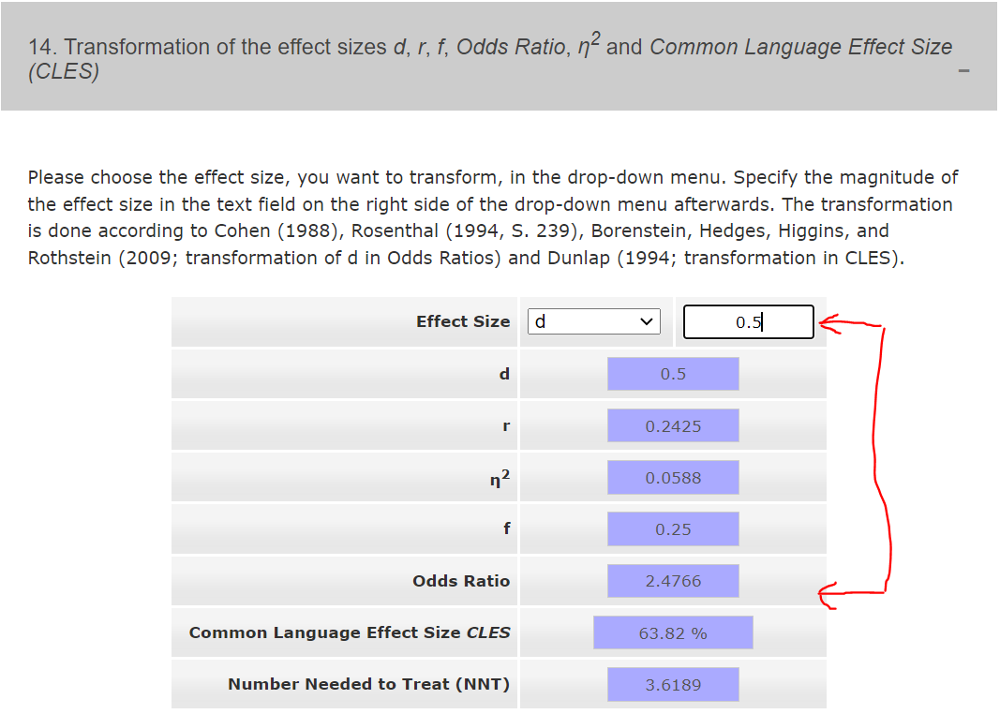 14. Transformation of the effect sizes d, r, f, Odds Ratio, η² and Common Language Effect Size
(CLES)
–
Please choose the effect size, you want to transform, in the drop-down menu. Specify the magnitude of
the effect size in the text field on the right side of the drop-down menu afterwards. The transformation
is done according to Cohen (1988), Rosenthal (1994, S. 239), Borenstein, Hedges, Higgins, and
Rothstein (2009; transformation of d in Odds Ratios) and Dunlap (1994; transformation in CLES).
Effect Size d 0.5
d 0.5
r 0.2425
η² 0.0588
f 0.25
Odds Ratio 2.4766
Common Language Effect Size CLES 63.82 %
Number Needed to Treat (NNT) 3.6189